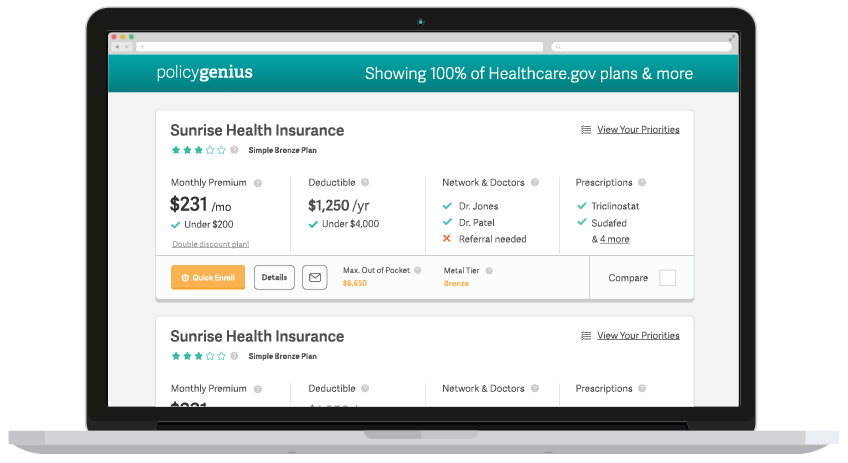 policygenius
Showing 100% of Healthcare.gov plans & more
Sunrise Health Insurance
View Your Priorities
Simple Bronze Plan
Monthly Premium
Deductible
Network & Doctors
Prescriptions
$231 /mo
$1,250 /yr
Dr. Jones
Triclinostat
Under $200
Under $4,000
Dr. Patel
Sudafed
Double discount plan!
Referral needed
& 4 more
Quick Enroll
Details
Max. Out of Pocket
$6,650
Metal Tier
Bronze
Compare
Sunrise Health Insurance
View Your Priorities
Simple Bronze Plan
Monthly Premium
Deductible
Network & Doctors
Prescriptions